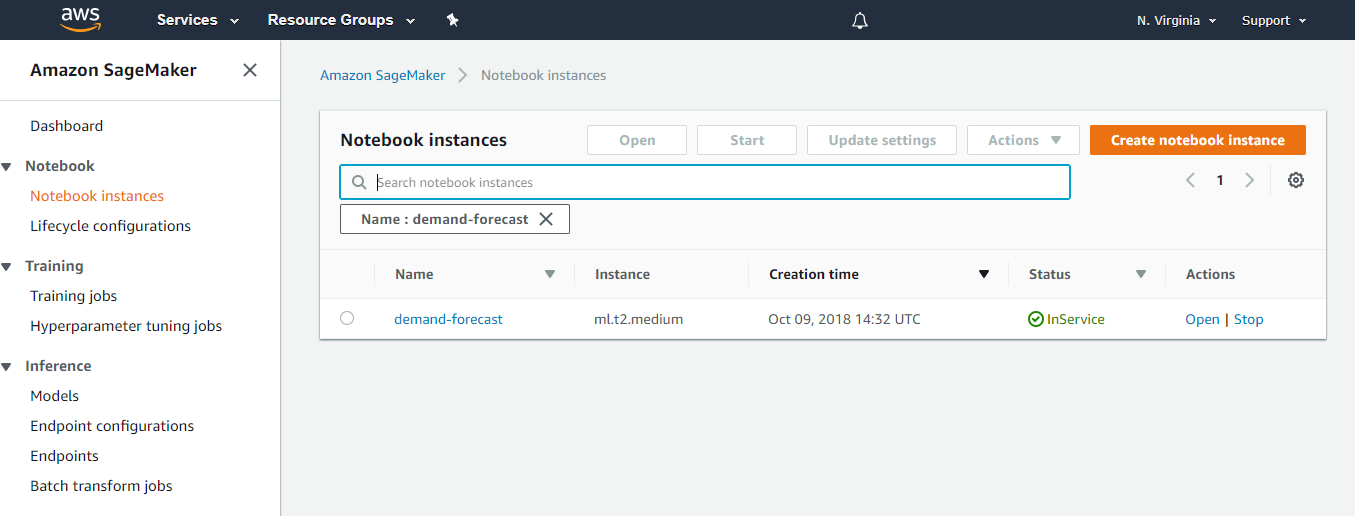 aws Services Resource Groups N. Virginia Support
Amazon SageMaker
Dashboard
Notebook
Notebook instances
Lifecycle configurations
Training
Training jobs
Hyperparameter tuning jobs
Inference
Models
Endpoint configurations
Endpoints
Batch transform jobs
Amazon SageMaker Notebook instances
Notebook instances Open Start Update settings Actions Create notebook instance
Search notebook instances 1
Name : demand-forecast
Name Instance Creation time Status Actions
demand-forecast ml.t2.medium Oct 09, 2018 14:32 UTC InService Open | Stop